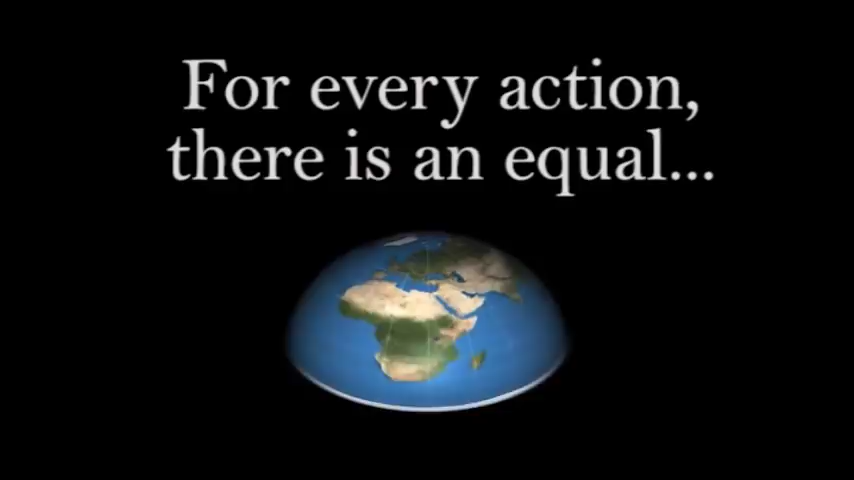 For every action,
there is an equal...